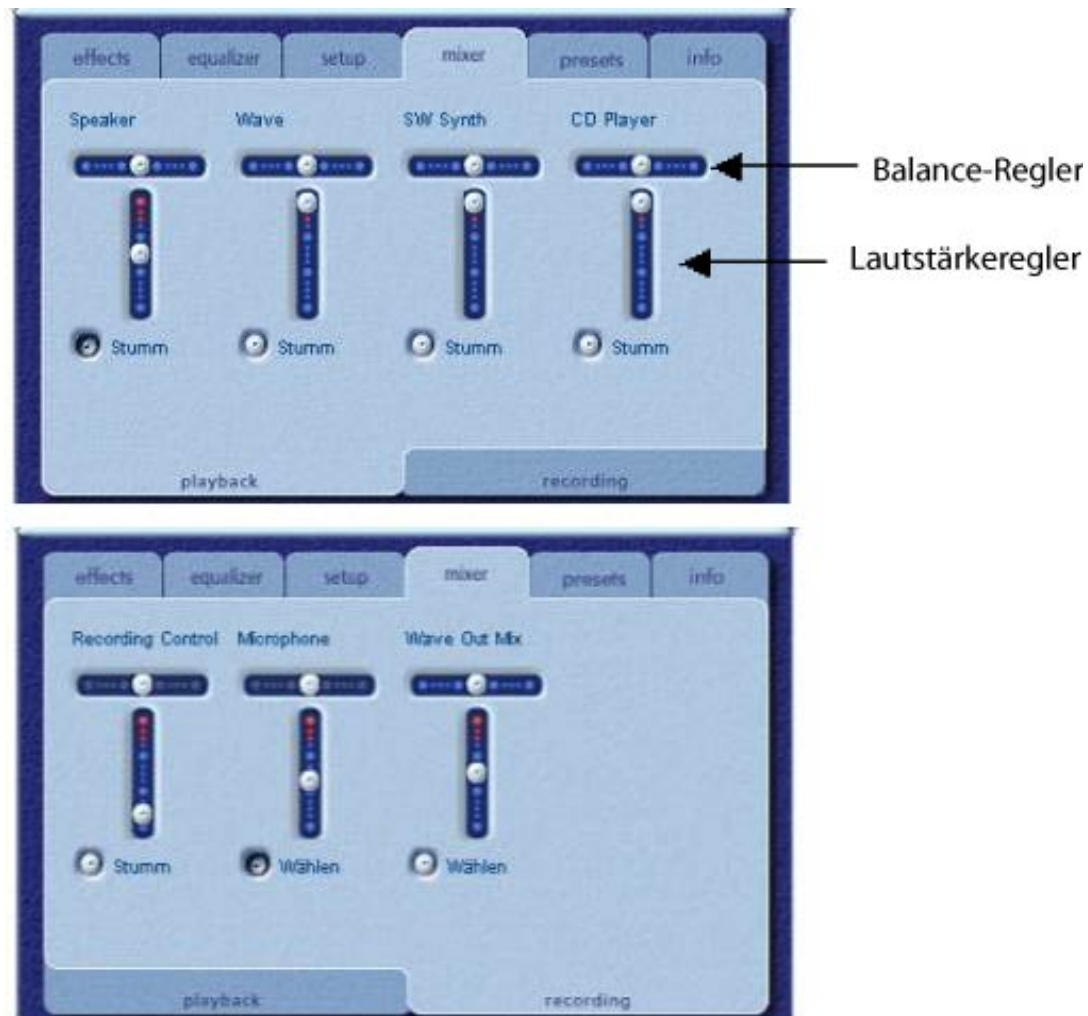 effects equalizer setup mixer presets info
Speaker Wave SW Synth CD Player
Balance-Regler
Lautstärkeregler
Stumm Stumm Stumm Stumm
playback recording
effects equalizer setup mixer presets info
Recording Control Microphone Wave Out Mix
Stumm Wählen Wählen
playback recording